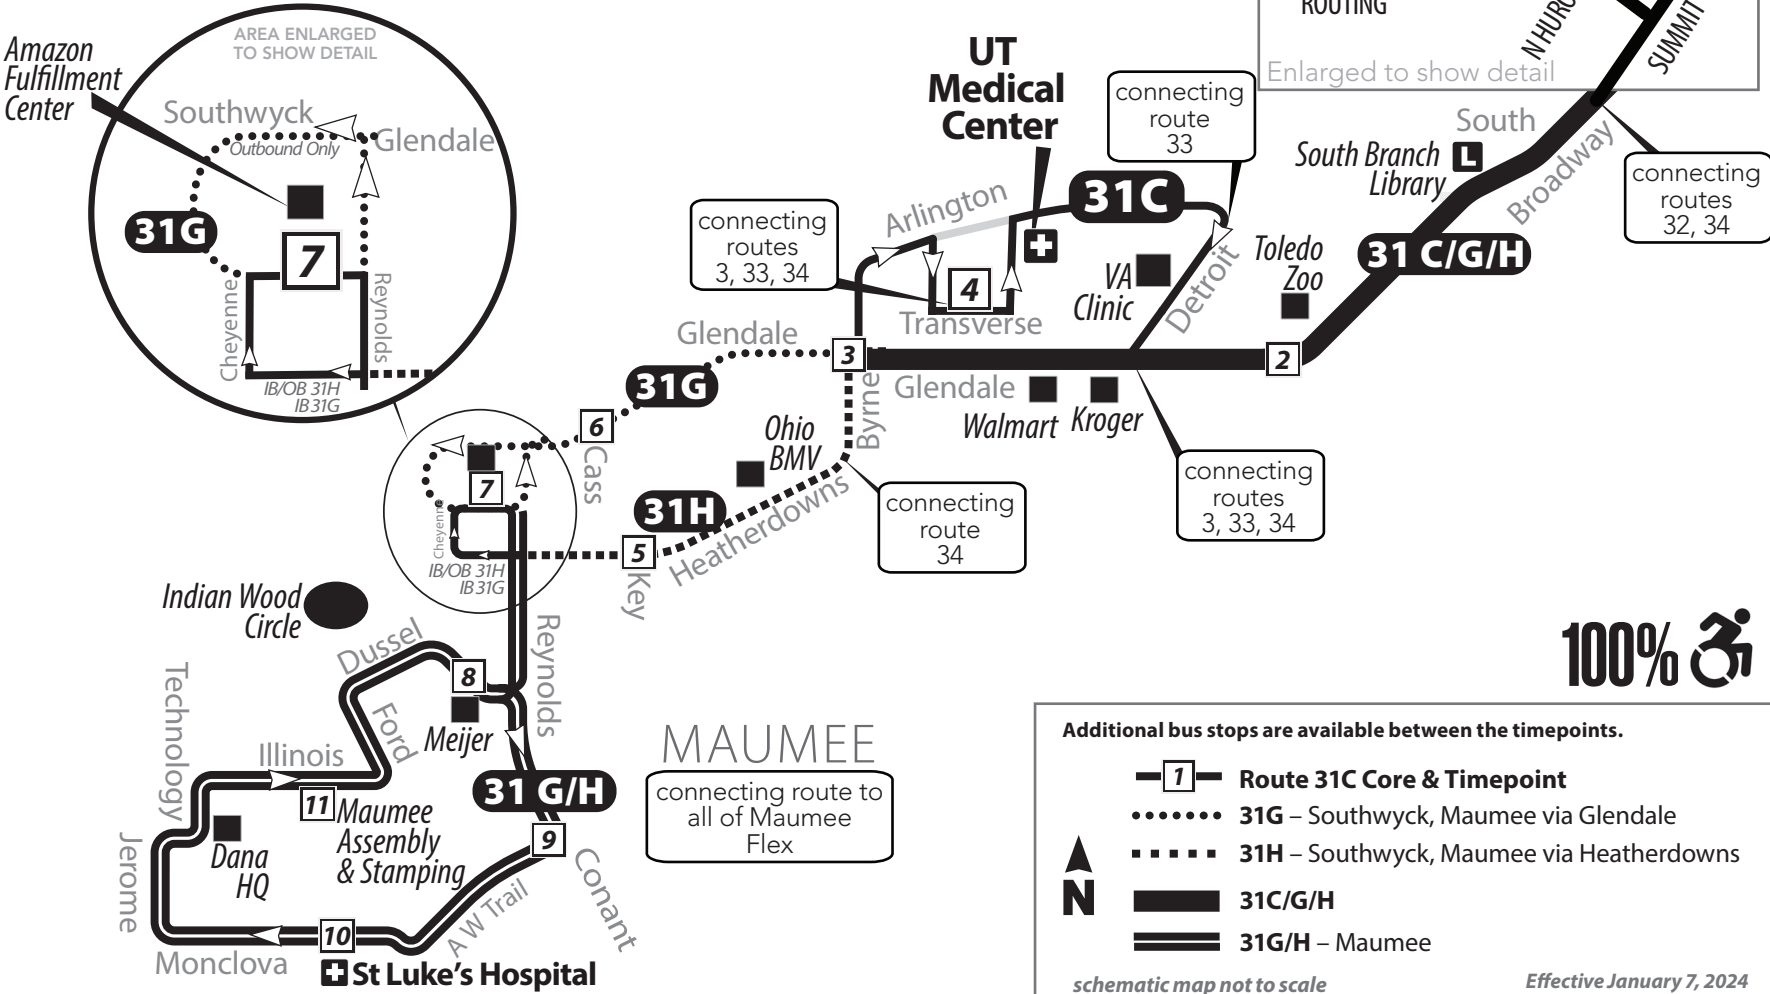 AREA ENLARGED
TO SHOW DETAIL
Amazon
Fulfillment
Center
Southwyck
Outbound Only
Glendale
31G
7
Cheyenne
Reynolds
IB/OB 31H
IB31G
ROUTING
Enlarged to show detail
SUMMIT
UT
Medical
Center
connecting
route
33
South
South Branch
Library
L
Broadway
connecting
routes
32, 34
connecting
routes
3, 33, 34
Arlington
31C
4
Transverse
VA
Clinic
Detroit
Toledo
Zoo
31 C/G/H
Glendale
31G
3
2
Glendale
Walmart
Kroger
Byrne
6
Cass
Ohio
BMV
31H
Heatherdowns
connecting
route
34
connecting
routes
3, 33, 34
7
Cheyenne
IB/OB 31H
IB31G
5
Key
Indian Wood
Circle
Dussel
8
Reynolds
Technology
Ford
Meijer
Illinois
11
Maumee
Assembly
& Stamping
31 G/H
MAUMEE
connecting route to
all of Maumee
Flex
9
Conant
Dana
HQ
Jerome
A W Trail
10
Monclova
St Luke's Hospital
100%
Additional bus stops are available between the timepoints.
1 Route 31C Core & Timepoint
31G – Southwyck, Maumee via Glendale
31H – Southwyck, Maumee via Heatherdowns
N
31C/G/H
31G/H – Maumee
schematic map not to scale
Effective January 7, 2024